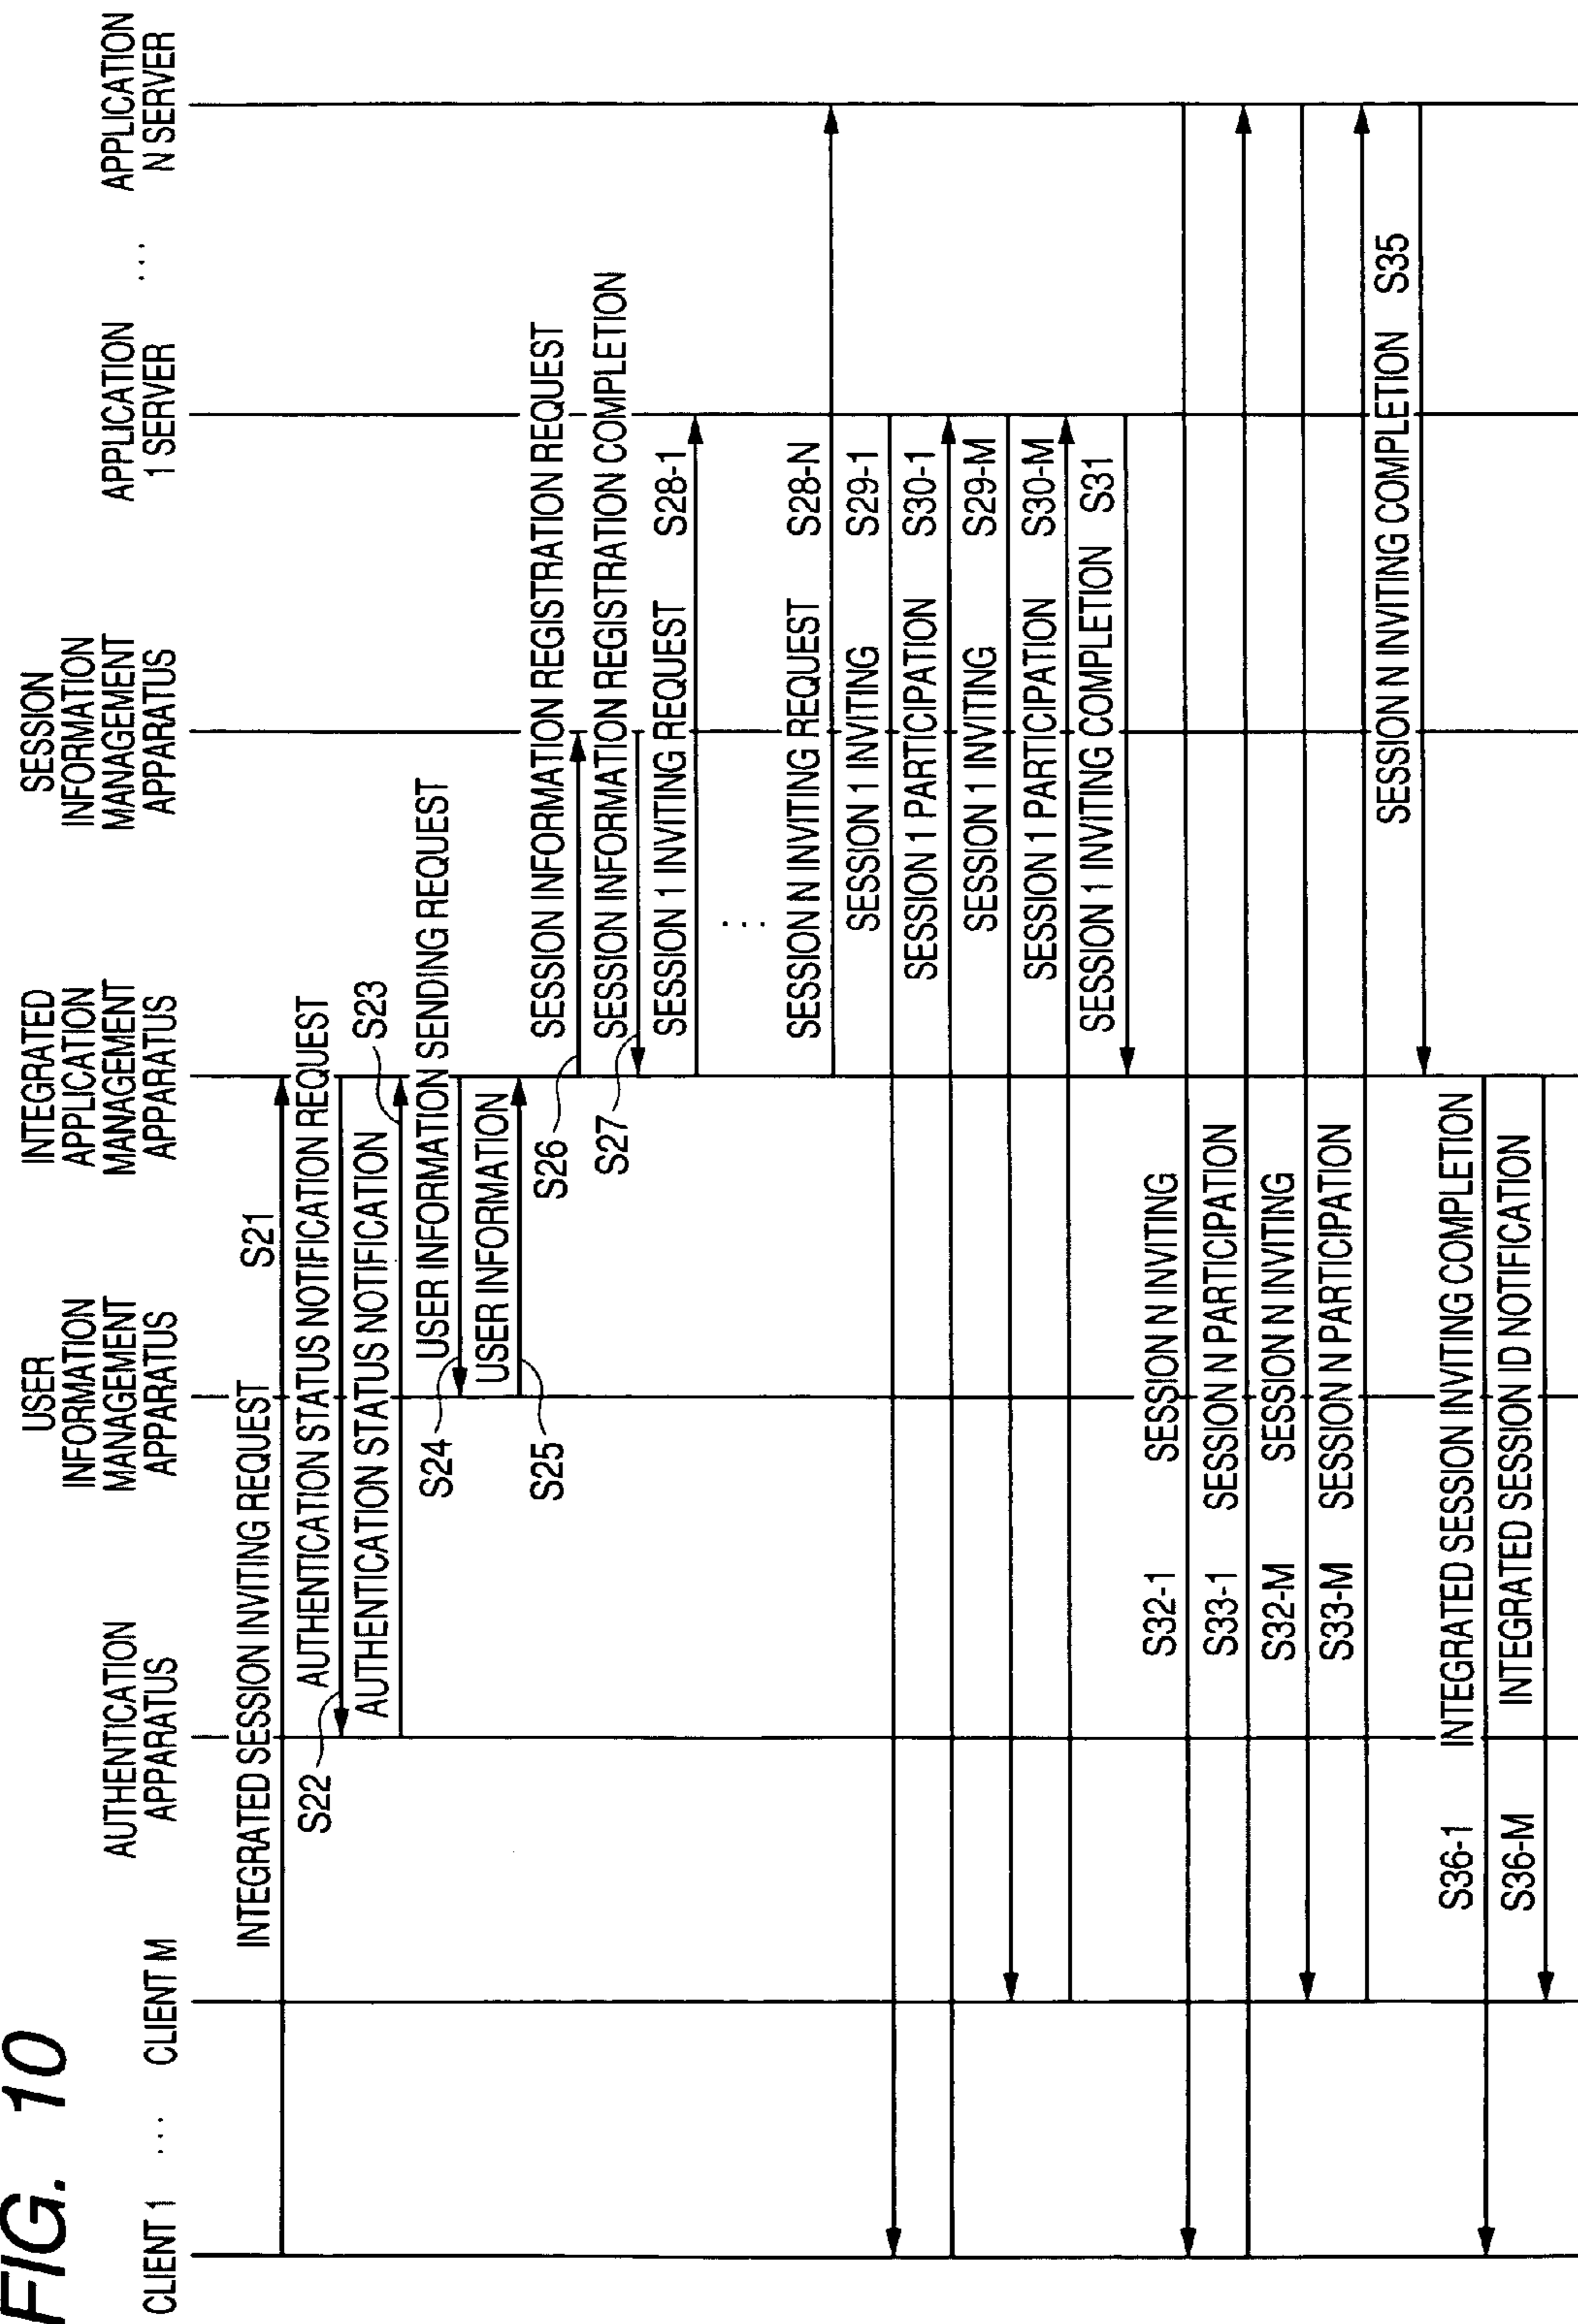 FIG. 10
CLIENT 1
...
CLIENT M
AUTHENTICATION
APPARATUS
USER
INFORMATION
MANAGEMENT
APPARATUS
INTEGRATED
APPLICATION
MANAGEMENT
APPARATUS
SESSION
INFORMATION
MANAGEMENT
APPARATUS
APPLICATION
1 SERVER
...
APPLICATION
N SERVER
INTEGRATED SESSION INVITING REQUEST S21
S22 AUTHENTICATION STATUS NOTIFICATION REQUEST
AUTHENTICATION STATUS NOTIFICATION S23
S24 USER INFORMATION SENDING REQUEST
S25 USER INFORMATION
S26 SESSION INFORMATION REGISTRATION REQUEST
S27 SESSION INFORMATION REGISTRATION COMPLETION
SESSION 1 INVITING REQUEST S28-1
...
SESSION N INVITING REQUEST S28-N
SESSION 1 INVITING S29-1
SESSION 1 PARTICIPATION S30-1
SESSION 1 INVITING S29-M
SESSION 1 PARTICIPATION S30-M
SESSION 1 INVITING COMPLETION S31
S32-1 SESSION N INVITING
S33-1 SESSION N PARTICIPATION
S32-M SESSION N INVITING
S33-M SESSION N PARTICIPATION
SESSION N INVITING COMPLETION S35
S36-1 INTEGRATED SESSION INVITING COMPLETION
S36-M INTEGRATED SESSION ID NOTIFICATION